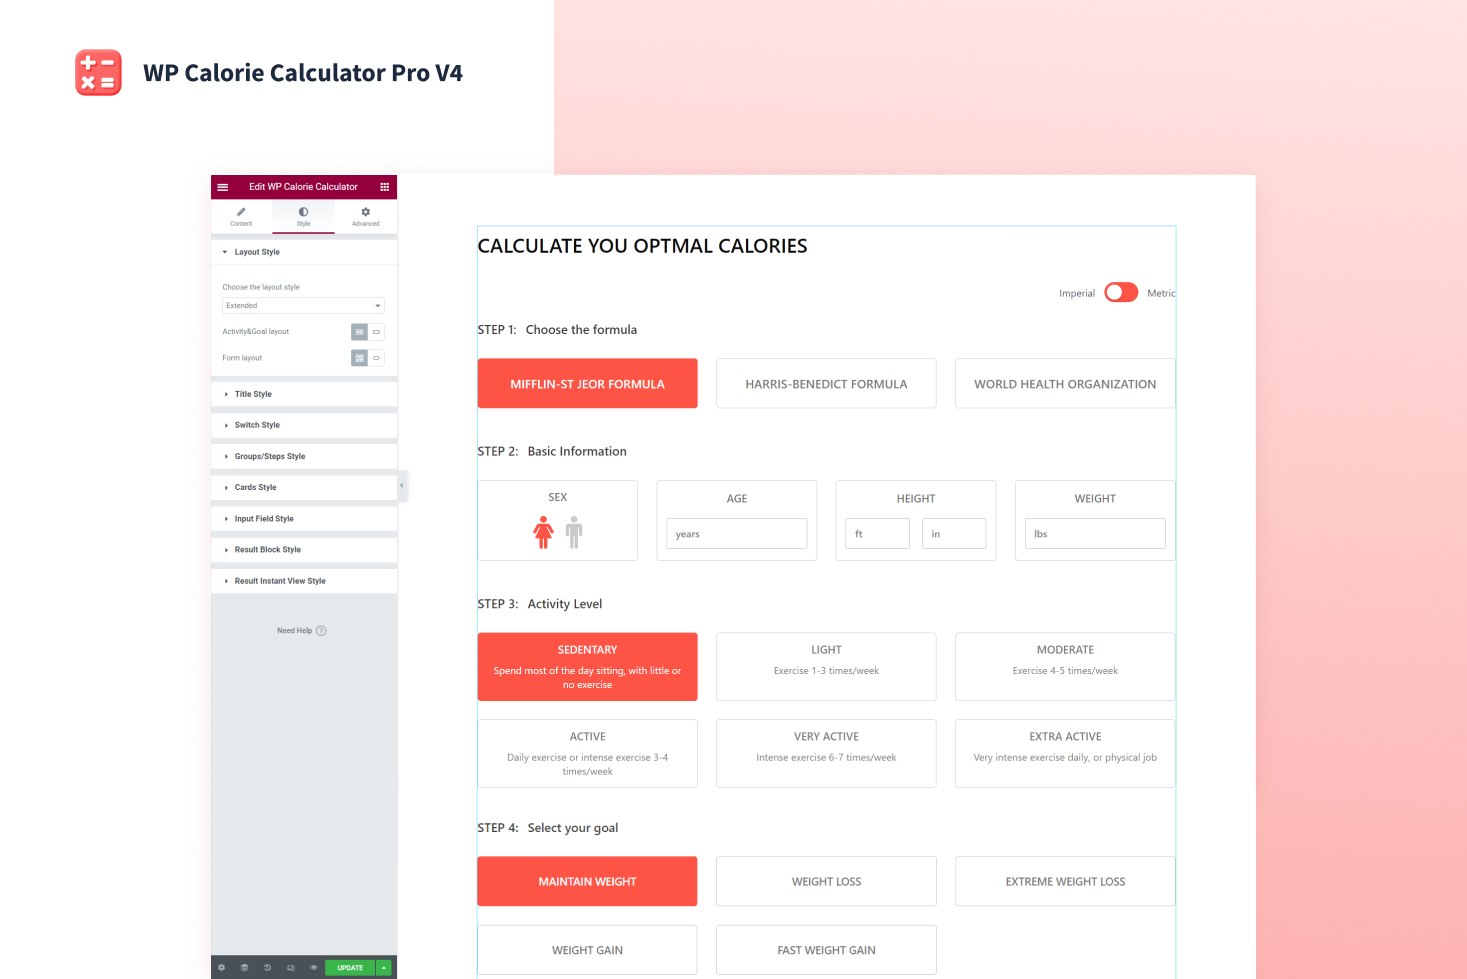 WP Calorie Calculator Pro V4
Edit WP Calorie Calculator
Content
Style
Advanced
Layout Style
Choose the layout style
Extended
Activity&Goal layout
Form layout
Title Style
Switch Style
Groups/Steps Style
Cards Style
Input Field Style
Result Block Style
Result Instant View Style
Need Help ?
UPDATE
CALCULATE YOU OPTMAL CALORIES
Imperial
Metric
STEP 1: Choose the formula
MIFFLIN-ST JEOR FORMULA
HARRIS-BENEDICT FORMULA
WORLD HEALTH ORGANIZATION
STEP 2: Basic Information
SEX
AGE
years
HEIGHT
ft
in
WEIGHT
lbs
STEP 3: Activity Level
SEDENTARY
Spend most of the day sitting, with little or
no exercise
LIGHT
Exercise 1-3 times/week
MODERATE
Exercise 4-5 times/week
ACTIVE
Daily exercise or intense exercise 3-4
times/week
VERY ACTIVE
Intense exercise 6-7 times/week
EXTRA ACTIVE
Very intense exercise daily, or physical job
STEP 4: Select your goal
MAINTAIN WEIGHT
WEIGHT LOSS
EXTREME WEIGHT LOSS
WEIGHT GAIN
FAST WEIGHT GAIN